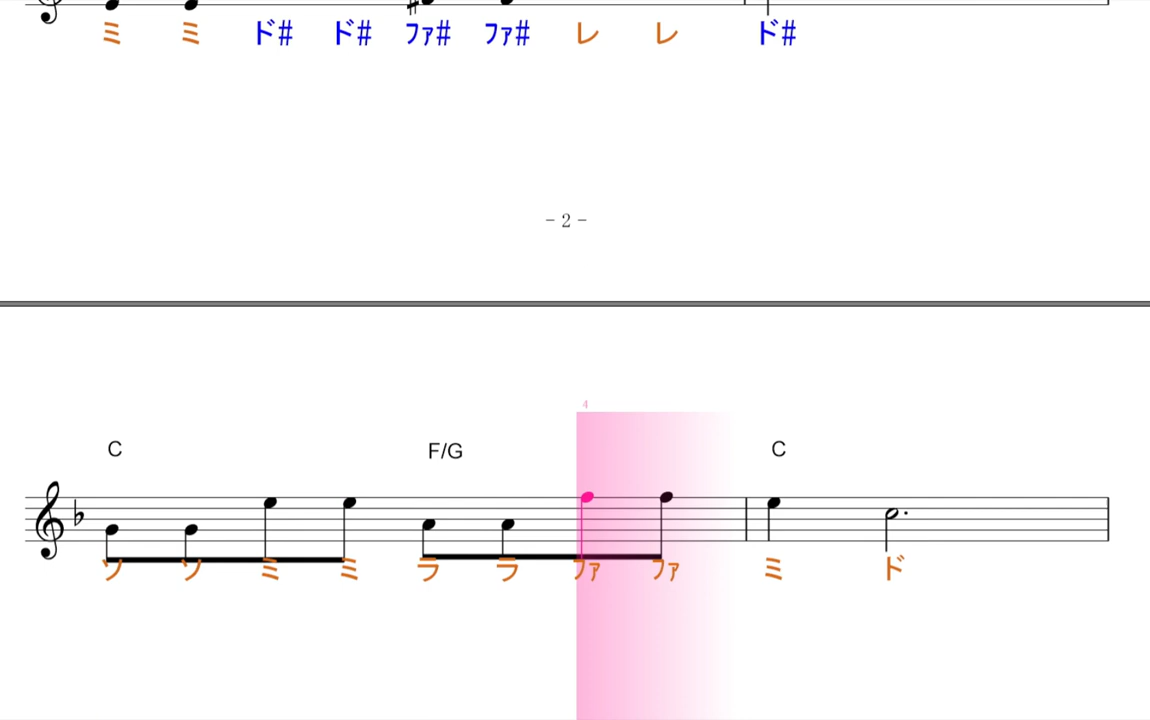 ミ ミ ド# ド# ファ# ファ# レ レ ド#
- 2 -
4
C F/G C
ソ ソ ミ ミ ラ ラ ファ ファ ミ ド